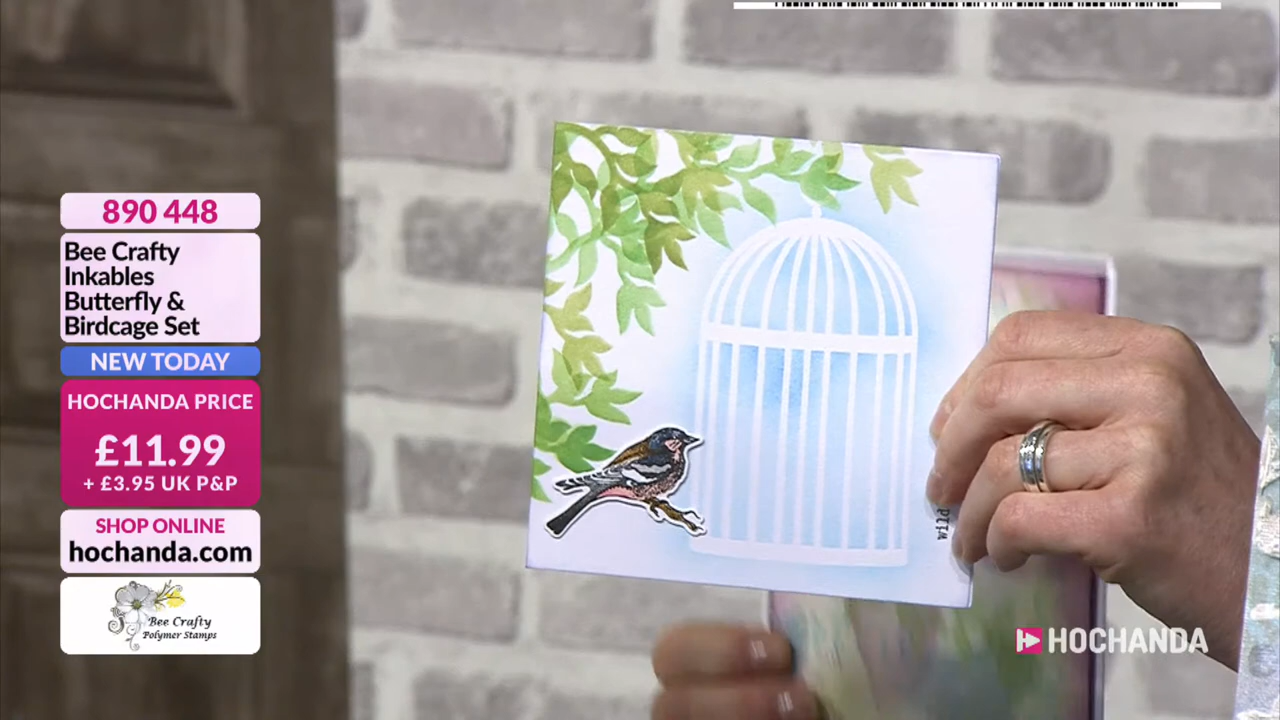 890 448
Bee Crafty
Inkables
Butterfly &
Birdcage Set
NEW TODAY
HOCHANDA PRICE
£11.99
+ £3.95 UK P&P
SHOP ONLINE
hochanda.com
Bee Crafty
Polymer Stamps
wild
HOCHANDA